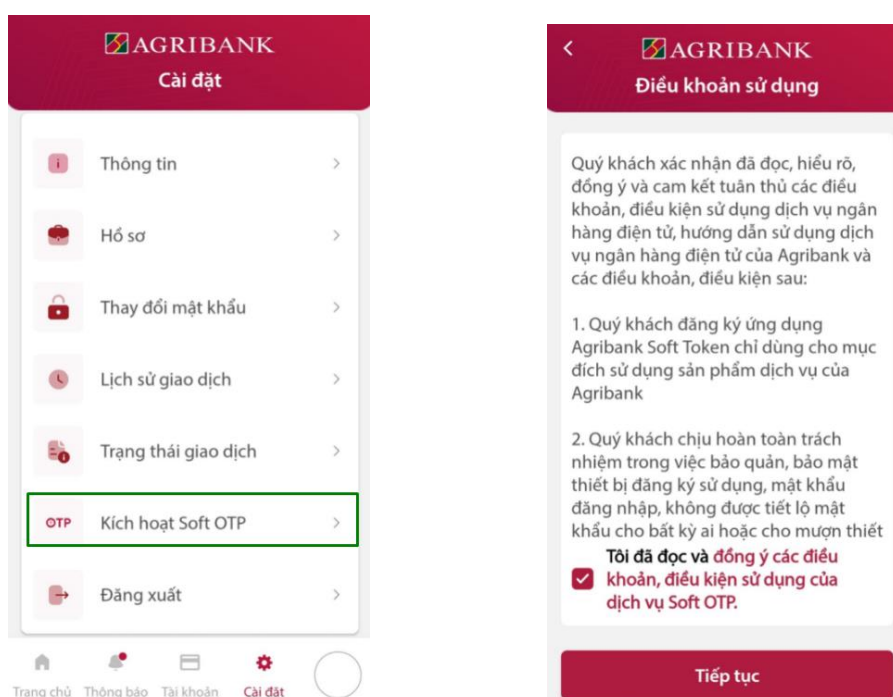 AGRIBANK
Cài đặt
Thông tin
Hồ sơ
Thay đổi mật khẩu
Lịch sử giao dịch
Trạng thái giao dịch
OTP Kích hoạt Soft OTP
Đăng xuất
Trang chủ Thông báo Tài khoản Cài đặt
AGRIBANK
Điều khoản sử dụng
Quý khách xác nhận đã đọc, hiểu rõ,
đồng ý và cam kết tuân thủ các điều
khoản, điều kiện sử dụng dịch vụ ngân
hàng điện tử, hướng dẫn sử dụng dịch
vụ ngân hàng điện tử của Agribank và
các điều khoản, điều kiện sau:
1. Quý khách đăng ký ứng dụng
Agribank Soft Token chỉ dùng cho mục
đích sử dụng sản phẩm dịch vụ của
Agribank
2. Quý khách chịu hoàn toàn trách
nhiệm trong việc bảo quản, bảo mật
thiết bị đăng ký sử dụng, mật khẩu
đăng nhập, không được tiết lộ mật
khẩu cho bất kỳ ai hoặc cho mượn thiết
Tôi đã đọc và đồng ý các điều
khoản, điều kiện sử dụng của
dịch vụ Soft OTP.
Tiếp tục